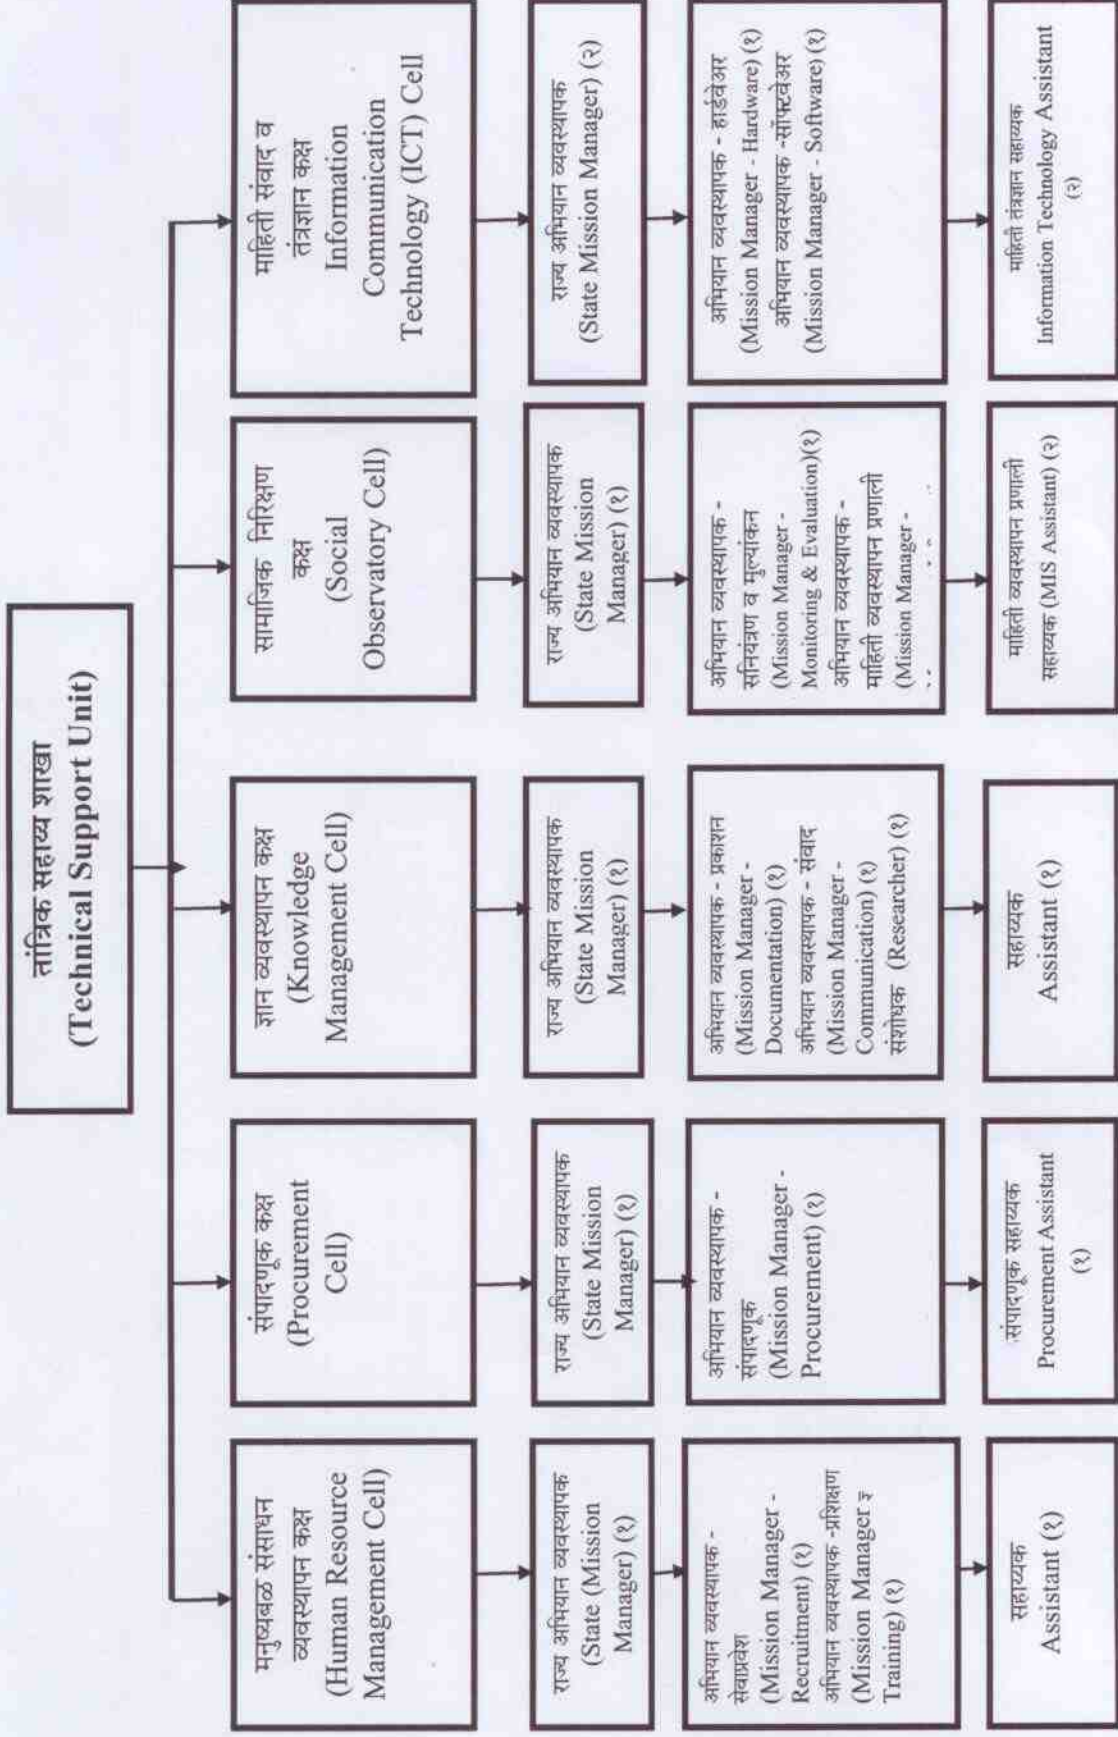 तांत्रिक सहाय्य शाखा
(Technical Support Unit)
मनुष्यबळ संसाधन
व्यवस्थापन कक्ष
(Human Resource
Management Cell)
संपादणूक कक्ष
(Procurement
Cell)
ज्ञान व्यवस्थापन कक्ष
(Knowledge
Management Cell)
सामाजिक निरिक्षण
कक्ष
(Social
Observatory Cell)
माहिती संवाद व
तंत्रज्ञान कक्ष
Information
Communication
Technology (ICT) Cell
राज्य अभियान व्यवस्थापक
(State (Mission
Manager) (१)
राज्य अभियान व्यवस्थापक
(State Mission
Manager) (१)
राज्य अभियान व्यवस्थापक
(State Mission
Manager) (१)
राज्य अभियान व्यवस्थापक
(State Mission
Manager) (१)
राज्य अभियान व्यवस्थापक
(State Mission Manager) (२)
अभियान व्यवस्थापक -
सेवाप्रवेश
(Mission Manager -
Recruitment) (१)
अभियान व्यवस्थापक -प्रशिक्षण
(Mission Manager इ
Training) (१)
अभियान व्यवस्थापक -
संपादणूक
(Mission Manager -
Procurement) (१)
अभियान व्यवस्थापक - प्रकाशन
(Mission Manager -
Documentation) (१)
अभियान व्यवस्थापक - संवाद
(Mission Manager -
Communication) (१)
संशोधक (Researcher) (१)
अभियान व्यवस्थापक -
सनियंत्रण व मुल्यांकन
(Mission Manager -
Monitoring & Evaluation)(१)
अभियान व्यवस्थापक -
माहिती व्यवस्थापन प्रणाली
(Mission Manager -
अभियान व्यवस्थापक - हार्डवेअर
(Mission Manager - Hardware) (१)
अभियान व्यवस्थापक -सॉफ्टवेअर
(Mission Manager - Software) (१)
सहाय्यक
Assistant (१)
संपादणूक सहाय्यक
Procurement Assistant
(१)
सहाय्यक
Assistant (१)
माहिती व्यवस्थापन प्रणाली
सहाय्यक (MIS Assistant) (२)
माहिती तंत्रज्ञान सहाय्यक
Information Technology Assistant
(२)